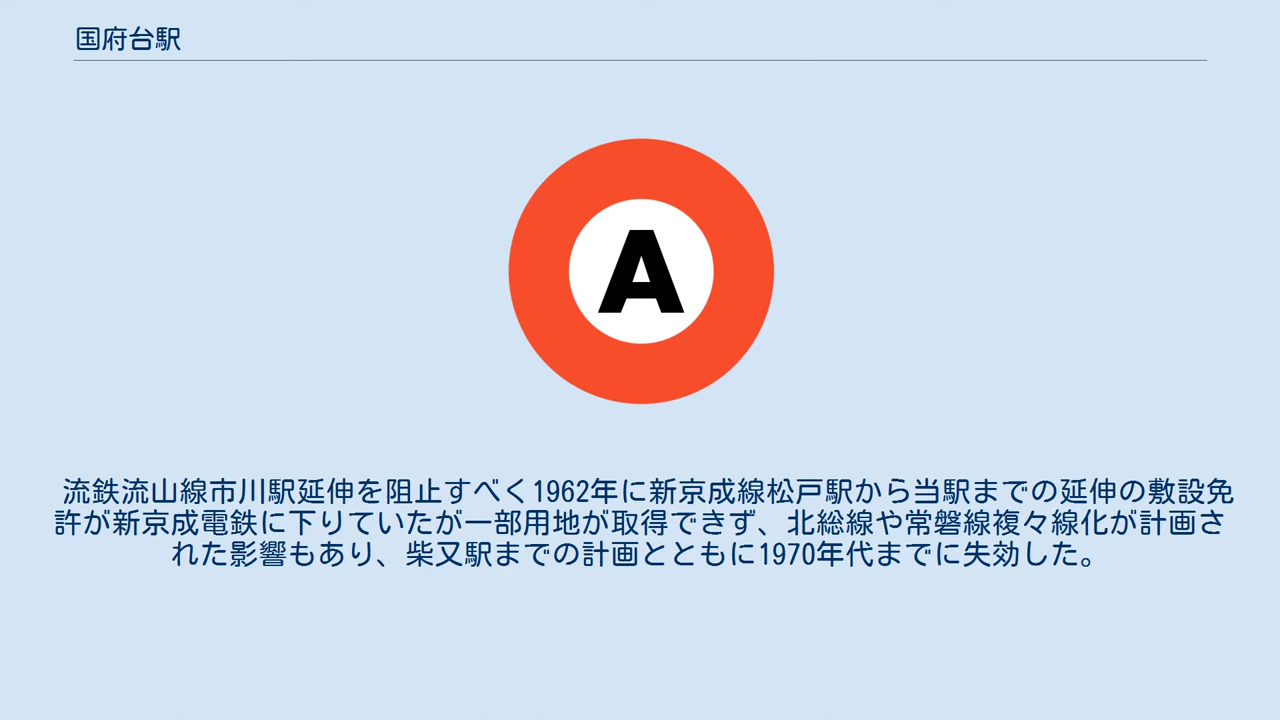 国府台駅
A
流鉄流山線市川駅延伸を阻止すべく1962年に新京成線松戸駅から当駅までの延伸の敷設免
許が新京成電鉄に下りていたが一部用地が取得できず、北総線や常磐線複々線化が計画さ
れた影響もあり、柴又駅までの計画とともに1970年代までに失効した。